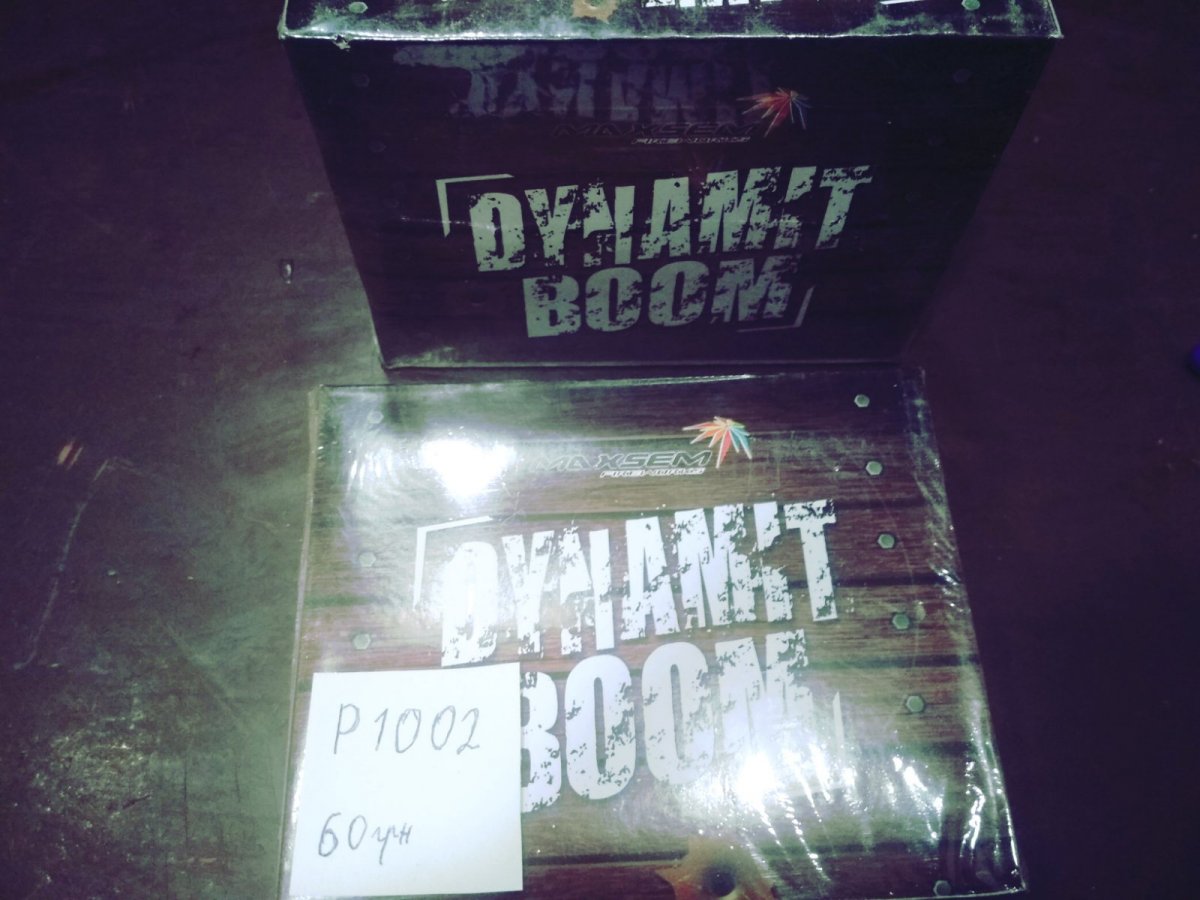 MAXSEM
FIREWORKS
DYNAMIT
BOOM
MAXSEM
FIREWORKS
DYNAMIT
BOOM
P1002
60грн